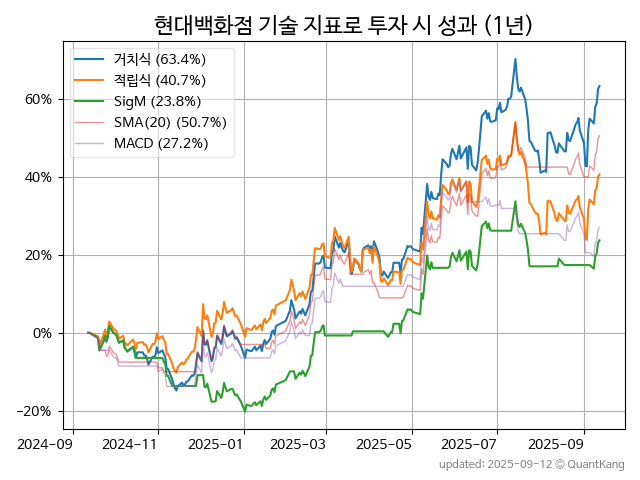 현대백화점 기술 지표로 투자 시 성과 (1년)
거치식 (63.4%)
적립식 (40.7%)
SigM (23.8%)
SMA(20) (50.7%)
MACD (27.2%)
60%
40%
20%
0%
−20%
2024-09 2024-11 2025-01 2025-03 2025-05 2025-07 2025-09
updated: 2025-09-12 © QuantKang